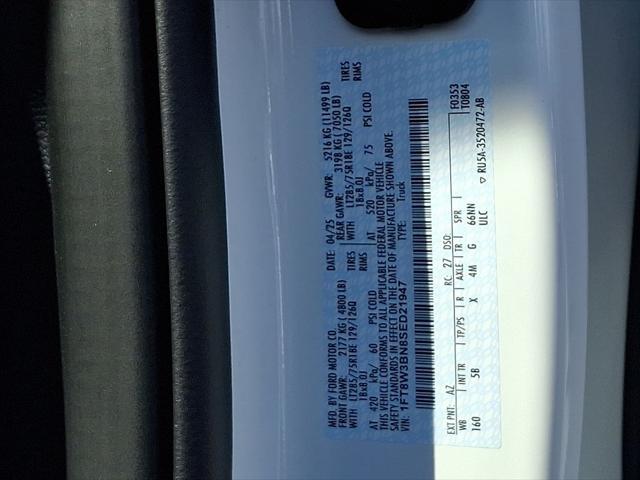 MFD. BY FORD MOTOR CO. DATE: 04/25 GVWR: 5216 KG (11499 LB)
FRONT GAWR: 2177 KG (4800 LB) REAR GAWR: 3198 KG (7050 LB)
WITH LT285/75R18E 129/126Q TIRES WITH LT285/75R18E 129/126Q TIRES
18x8.0J RIMS 18x8.0J RIMS
AT 420 kPa/ 60 PSI COLD AT 520 kPa/ 75 PSI COLD
THIS VEHICLE CONFORMS TO ALL APPLICABLE FEDERAL MOTOR VEHICLE
SAFETY STANDARDS IN EFFECT ON THE DATE OF MANUFACTURE SHOWN ABOVE.
VIN: 1FT8W3BN8SED21947 TYPE: Truck
F0353
T0804
EXT PNT: AZ RC: 27 DSO:
WB INT TR TP/PS R AXLE TR SPR
160 5B X 4M G 66NN
ULC
▽ RU5A-3520472-AB